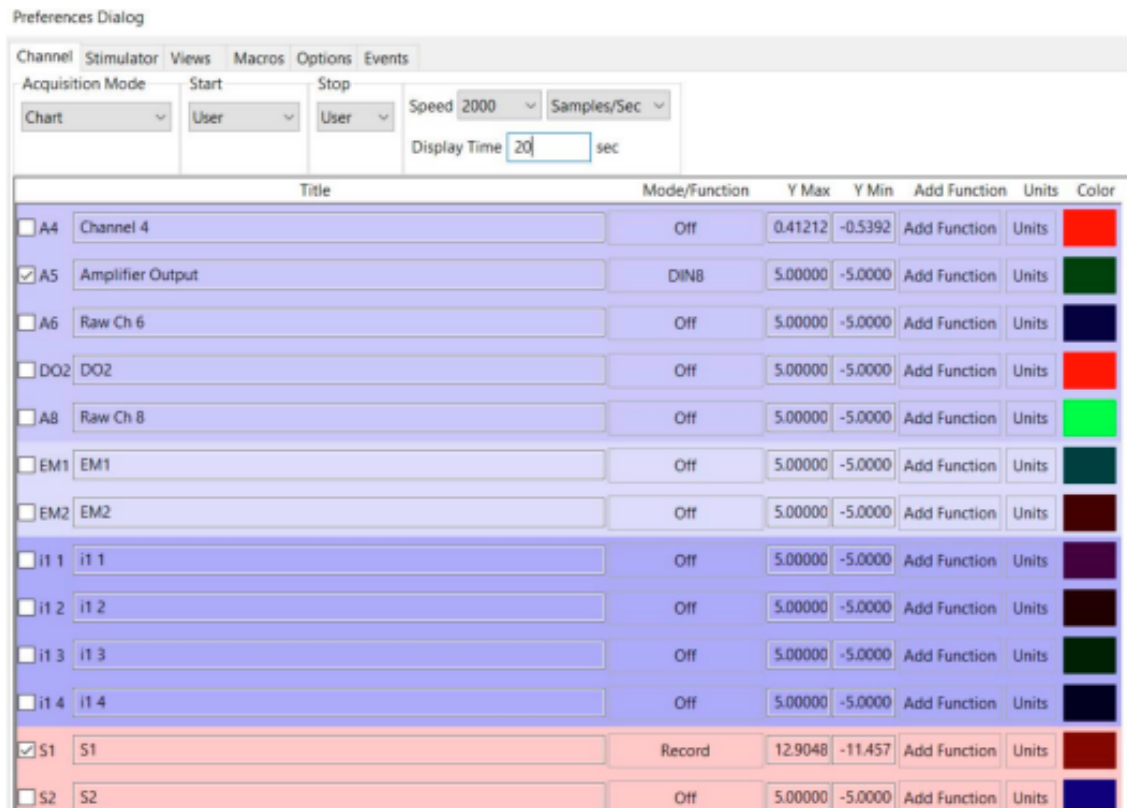 Preferences Dialog
Channel Stimulator Views Macros Options Events
Acquisition Mode Start Stop
Speed 2000 Samples/Sec
Chart User User
Display Time 20 sec
Title Mode/Function Y Max Y Min Add Function Units Color
A4 Channel 4 Off 0.41212 -0.5392 Add Function Units
A5 Amplifier Output DIN8 5.00000 -5.0000 Add Function Units
A6 Raw Ch 6 Off 5.00000 -5.0000 Add Function Units
DO2 DO2 Off 5.00000 -5.0000 Add Function Units
A8 Raw Ch 8 Off 5.00000 -5.0000 Add Function Units
EM1 EM1 Off 5.00000 -5.0000 Add Function Units
EM2 EM2 Off 5.00000 -5.0000 Add Function Units
i1 1 i1 1 Off 5.00000 -5.0000 Add Function Units
i1 2 i1 2 Off 5.00000 -5.0000 Add Function Units
i1 3 i1 3 Off 5.00000 -5.0000 Add Function Units
i1 4 i1 4 Off 5.00000 -5.0000 Add Function Units
S1 S1 Record 12.9048 -11.457 Add Function Units
S2 S2 Off 5.00000 -5.0000 Add Function Units